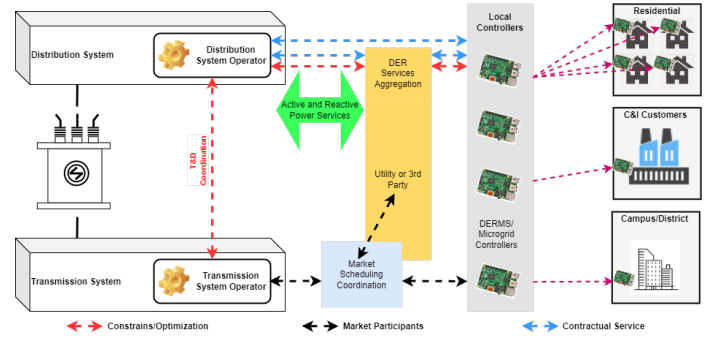 Distribution System
Distribution
System Operator
DER
Services
Aggregation
Local
Controllers
Residential
Active and Reactive
Power Services
T&D
Coordination
C&I Customers
Utility or 3rd
Party
DERMS/
Microgrid
Controllers
Campus/District
Transmission System
Transmission
System Operator
Market
Scheduling
Coordination
Constrains/Optimization
Market Participants
Contractual Service